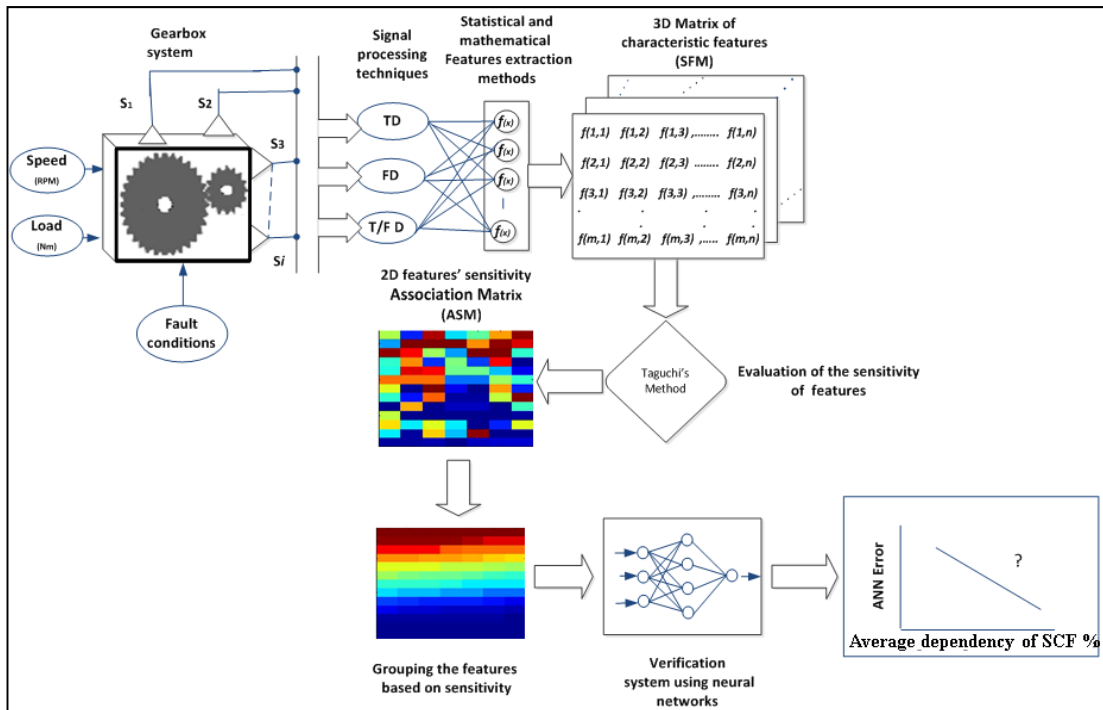 Gearbox
system
S1
S2
S3
Si
Speed
(RPM)
Load
(Nm)
Fault
conditions
Signal
processing
techniques
TD
FD
T/F D
Statistical and
mathematical
Features extraction
methods
f(x)
f(x)
f(x)
f(x)
3D Matrix of
characteristic features
(SFM)
f(1,1) f(1,2) f(1,3) ,........ f(1,n)
f(2,1) f(2,2) f(2,3) ........ f(2,n)
f(3,1) f(3,2) f(3,3) ........ f(3,n)
f(m,1) f(m,2) f(m,3) ,..... f(m,n)
2D features' sensitivity
Association Matrix
(ASM)
Taguchi's
Method
Evaluation of the sensitivity
of features
Grouping the features
based on sensitivity
Verification
system using neural
networks
ANN Error
?
Average dependency of SCF %